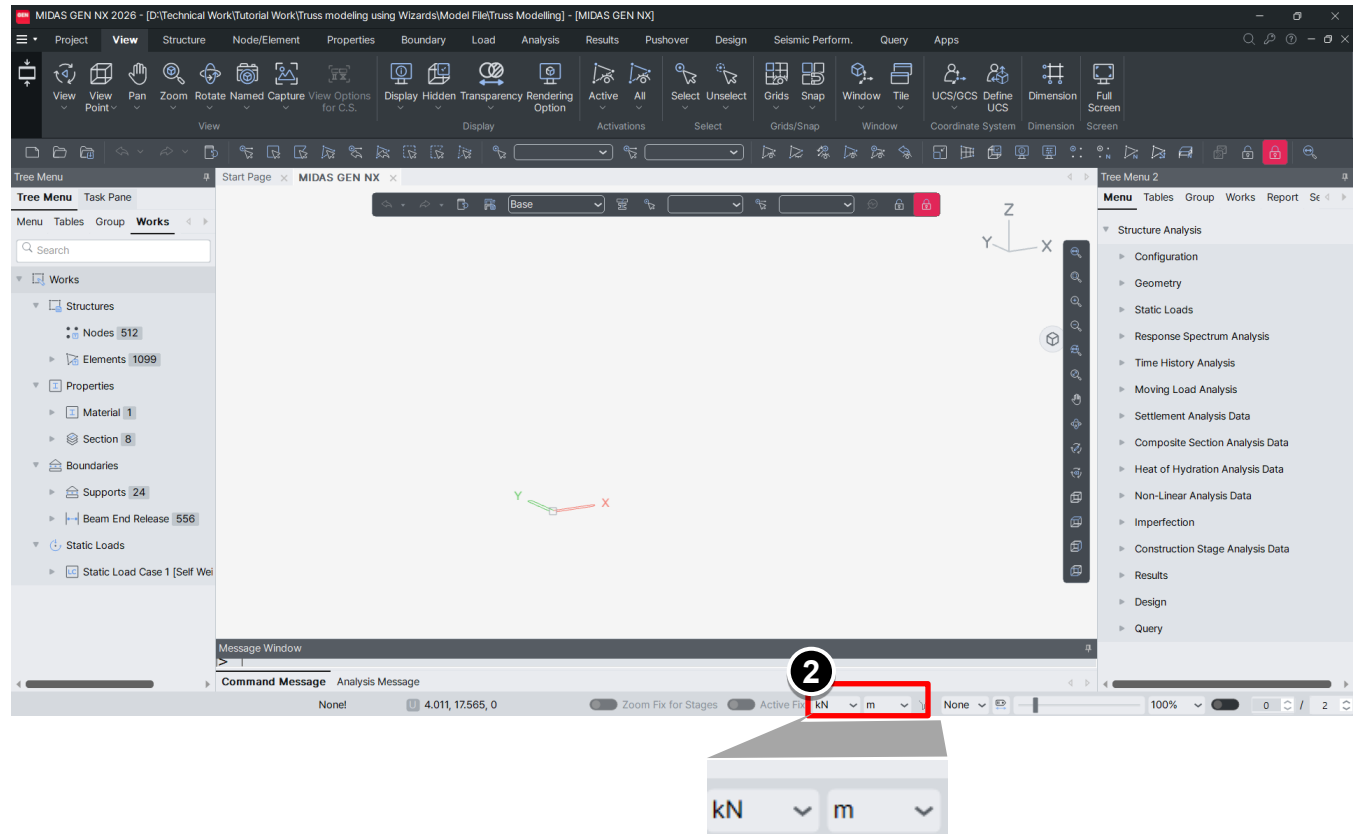 GEN MIDAS GEN NX 2026 - [D:\Technical Work\Tutorial Work\Truss modeling using Wizards\Model File\Truss Modelling] - [MIDAS GEN NX]
Project View Structure Node/Element Properties Boundary Load Analysis Results Pushover Design Seismic Perform. Query Apps
View View Point Pan Zoom Rotate Named Capture View Options for C.S. Display Hidden Transparency Rendering Option Active All Select Unselect Grids Snap Window Tile UCS/GCS Define UCS Dimension Full Screen
View Display Activations Select Grids/Snap Window Coordinate System Dimension Screen
Tree Menu
Start Page MIDAS GEN NX
Tree Menu 2
Tree Menu Task Pane
Base
Menu Tables Group Works Report Se
Menu Tables Group Works
Z
Y X
Search
Works
Structures
Nodes 512
Elements 1099
Properties
Material 1
Section 8
Boundaries
Supports 24
Beam End Release 556
Static Loads
LC Static Load Case 1 [Self Wei
Y X
Structure Analysis
Configuration
Geometry
Static Loads
Response Spectrum Analysis
Time History Analysis
Moving Load Analysis
Settlement Analysis Data
Composite Section Analysis Data
Heat of Hydration Analysis Data
Non-Linear Analysis Data
Imperfection
Construction Stage Analysis Data
Results
Design
Query
Message Window
>
Command Message Analysis Message
2
None! U 4.011, 17.565, 0 Zoom Fix for Stages Active Fix kN m None 100% 0 / 2
kN m